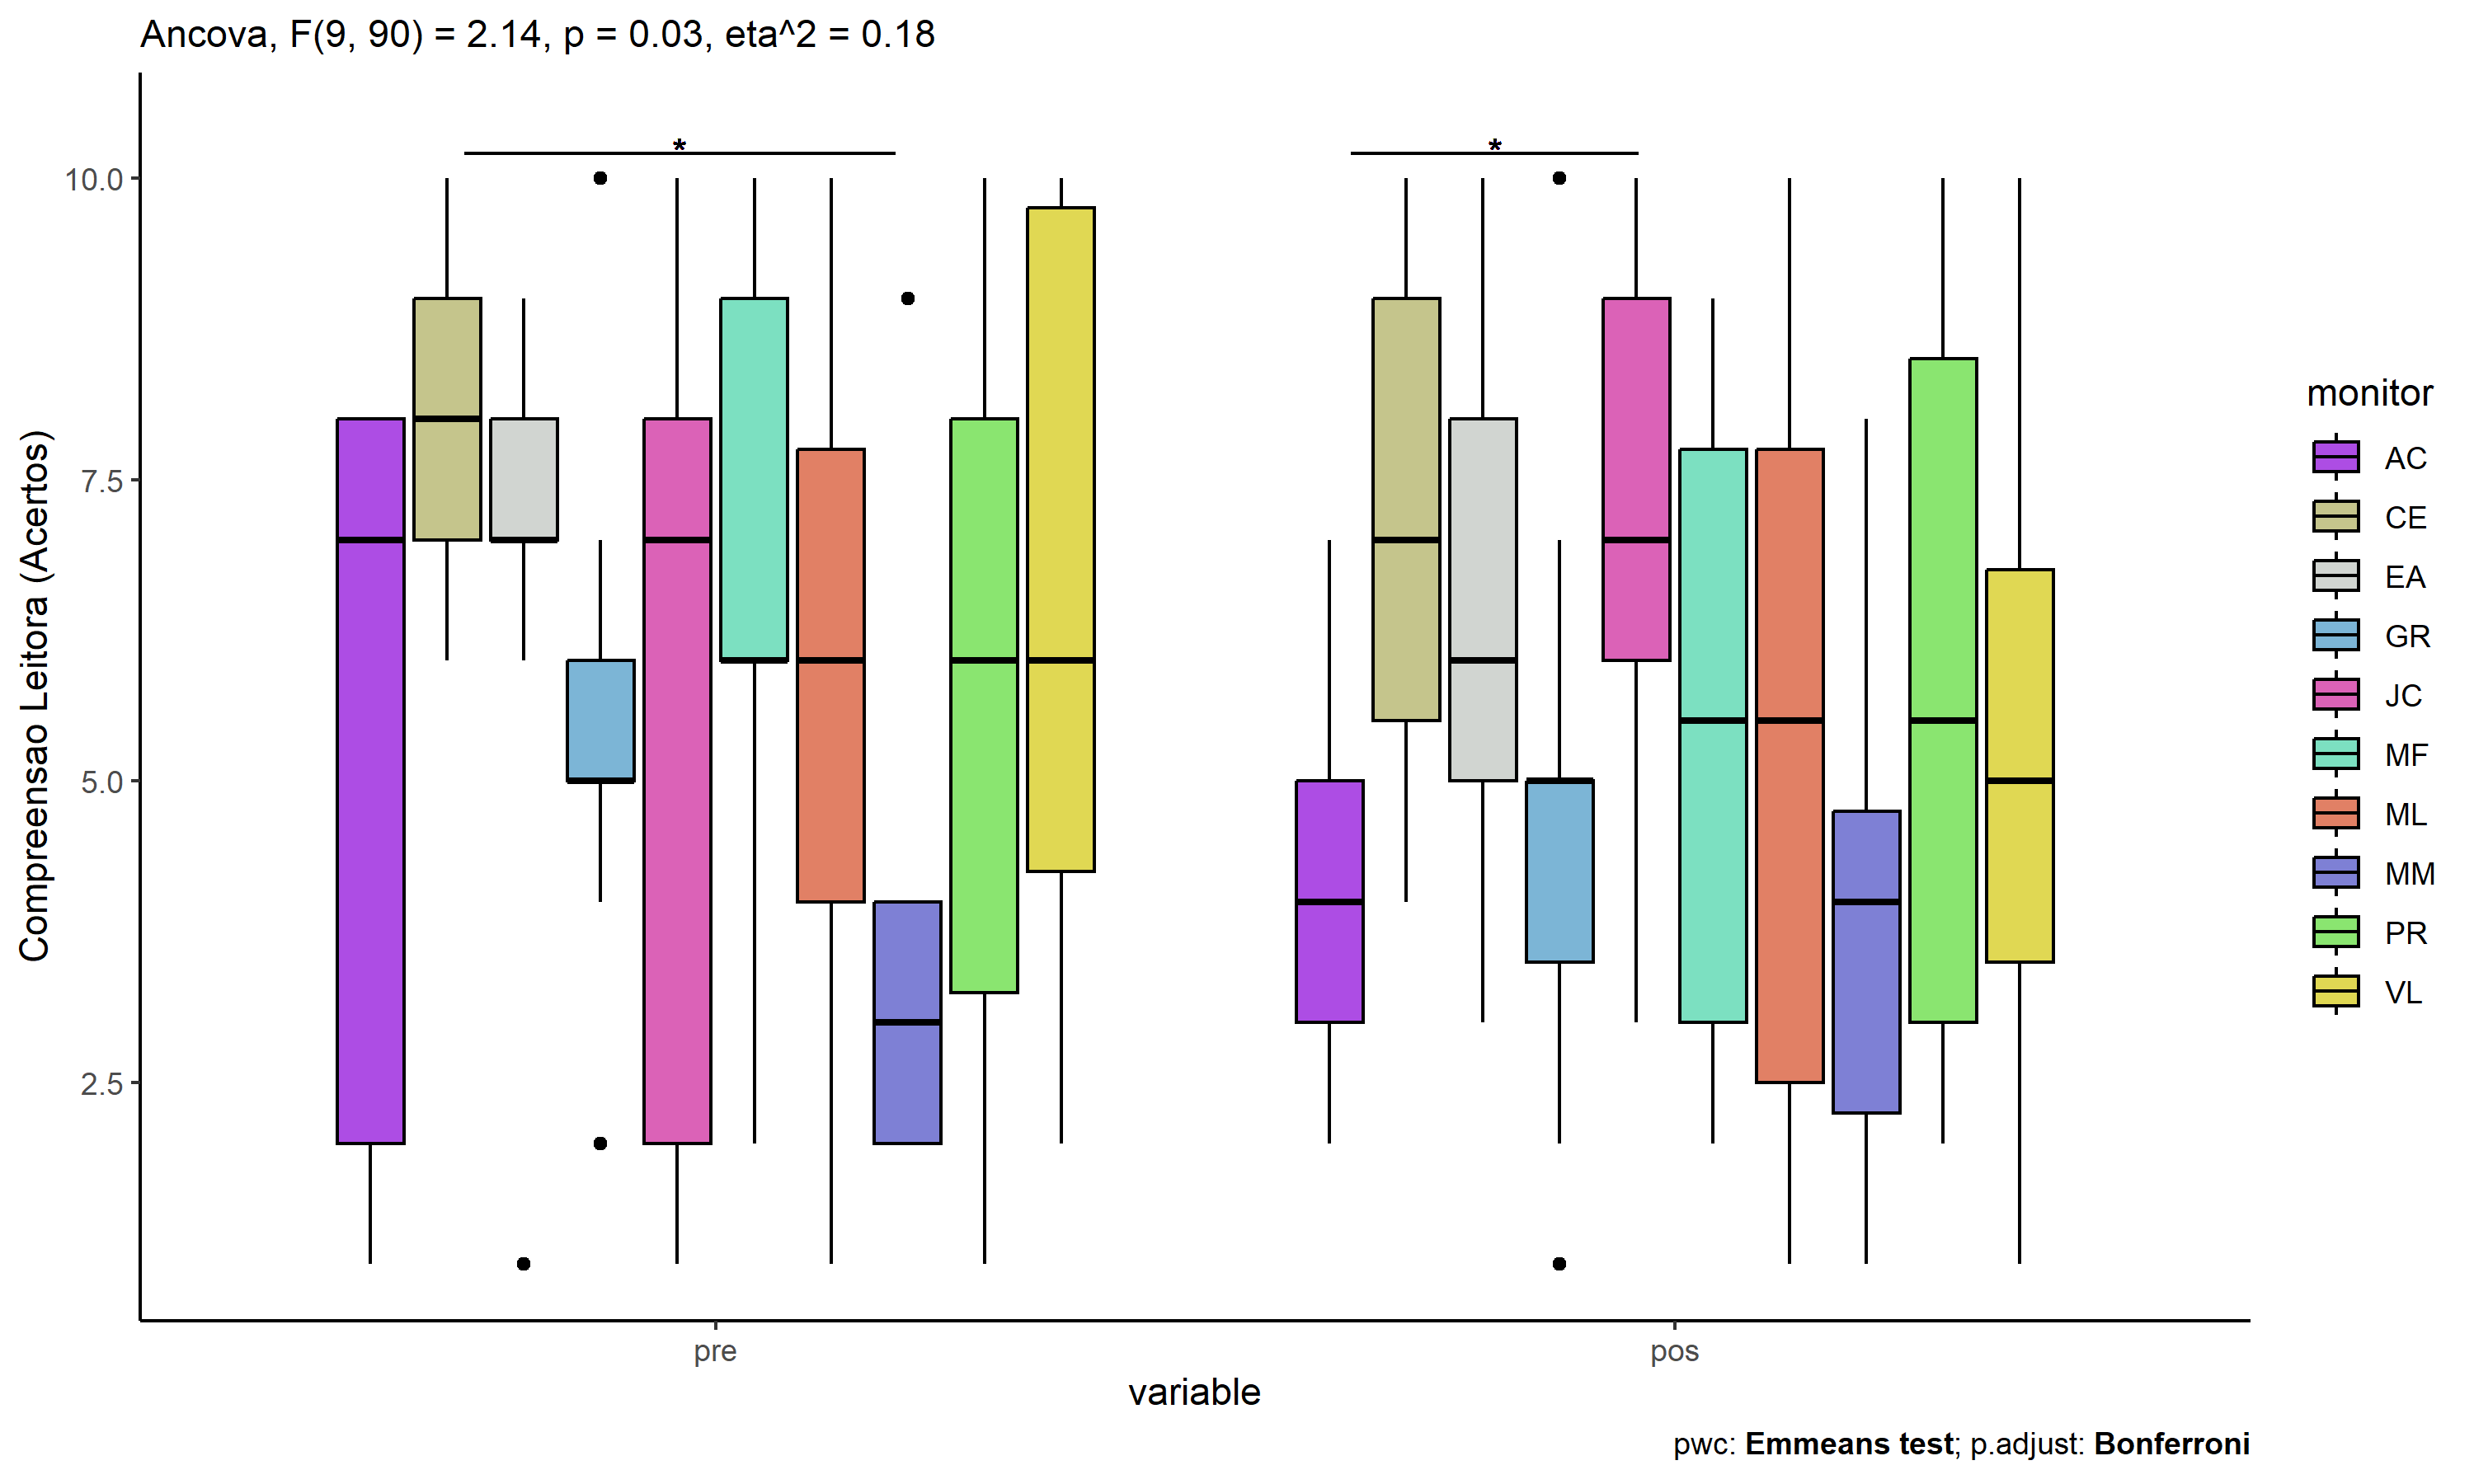 Ancova, F(9, 90) = 2.14, p = 0.03, eta^2 = 0.18
Compreensao Leitora (Acertos)
10.0
7.5
5.0
2.5
*
*
pre
pos
variable
monitor
AC
CE
EA
GR
JC
MF
ML
MM
PR
VL
pwc: Emmeans test; p.adjust: Bonferroni